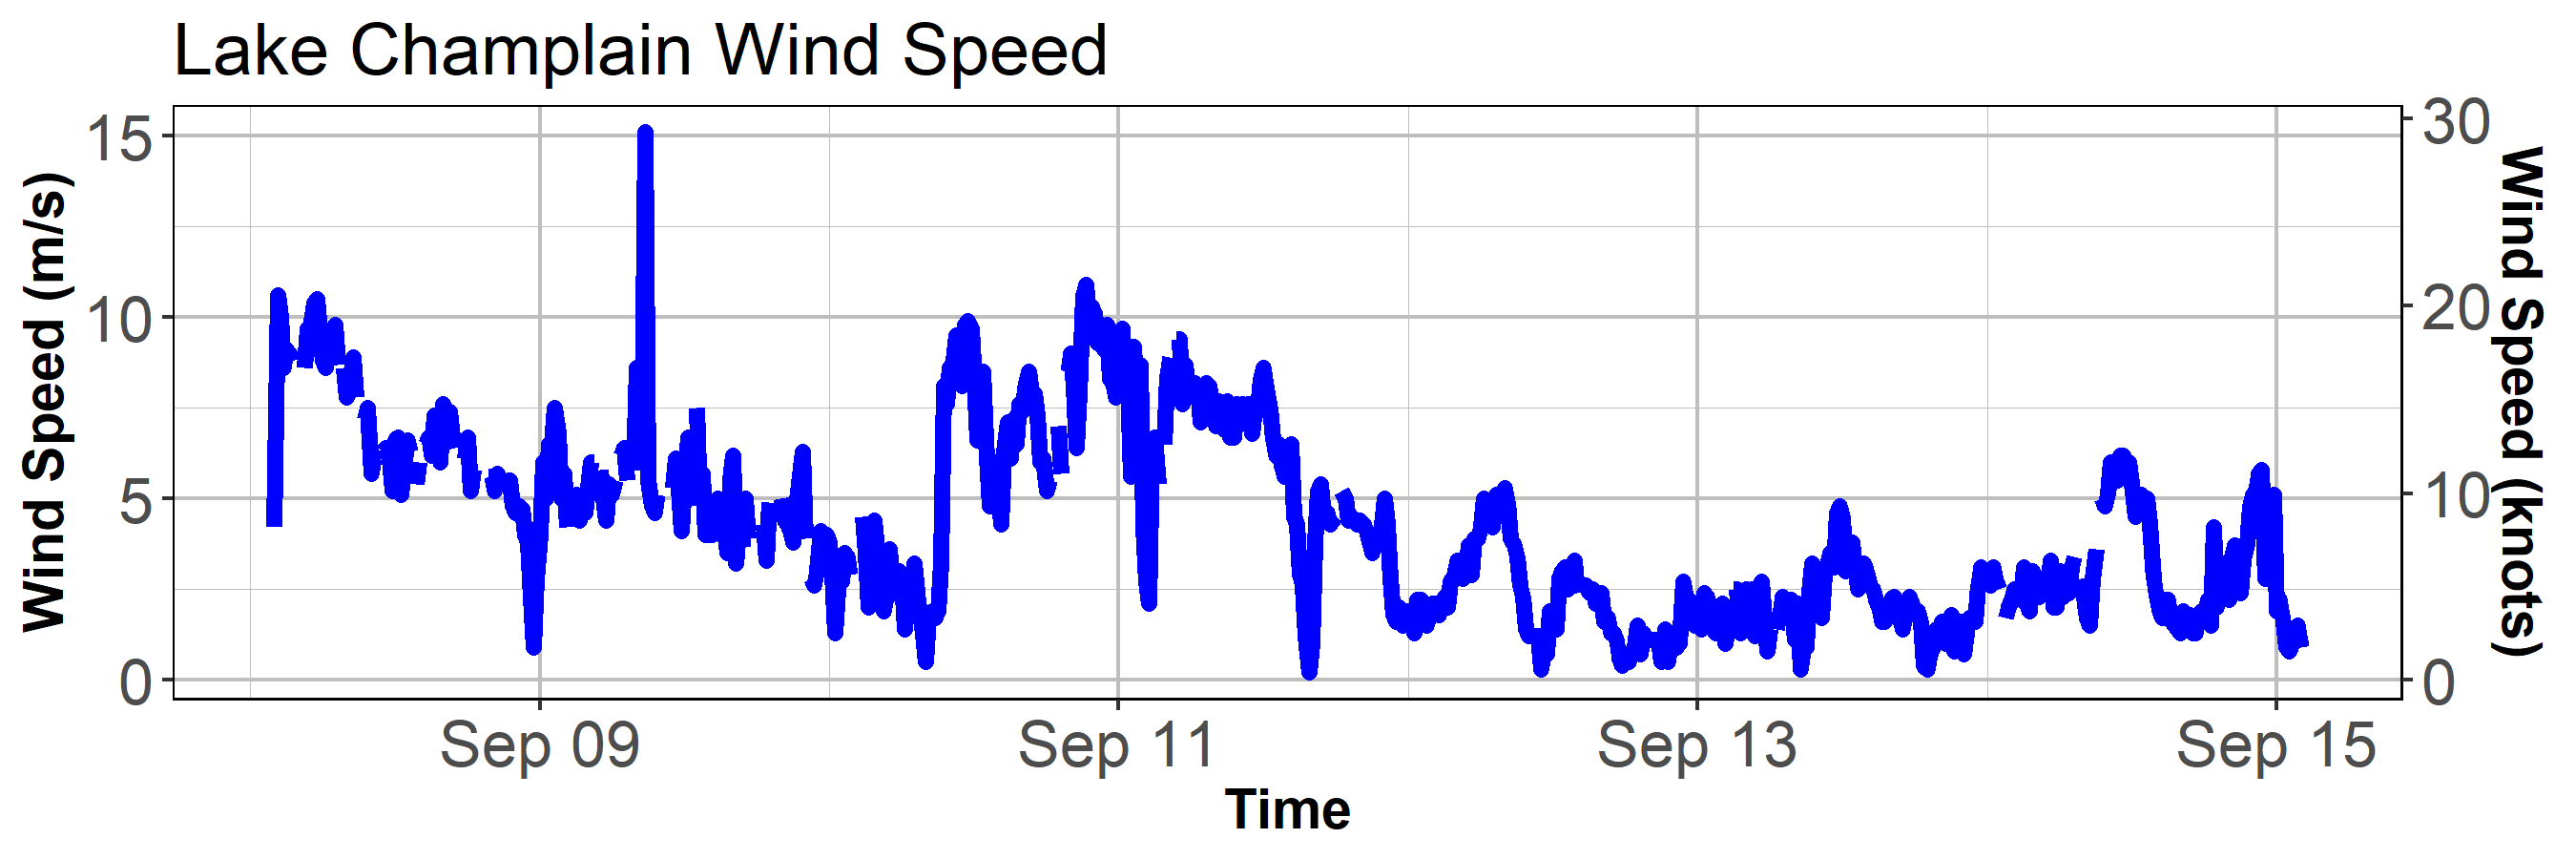 Lake Champlain Wind Speed
Wind Speed (m/s)
15
10
5
0
30
20
10
0
Wind Speed (knots)
Sep 09
Sep 11
Sep 13
Sep 15
Time